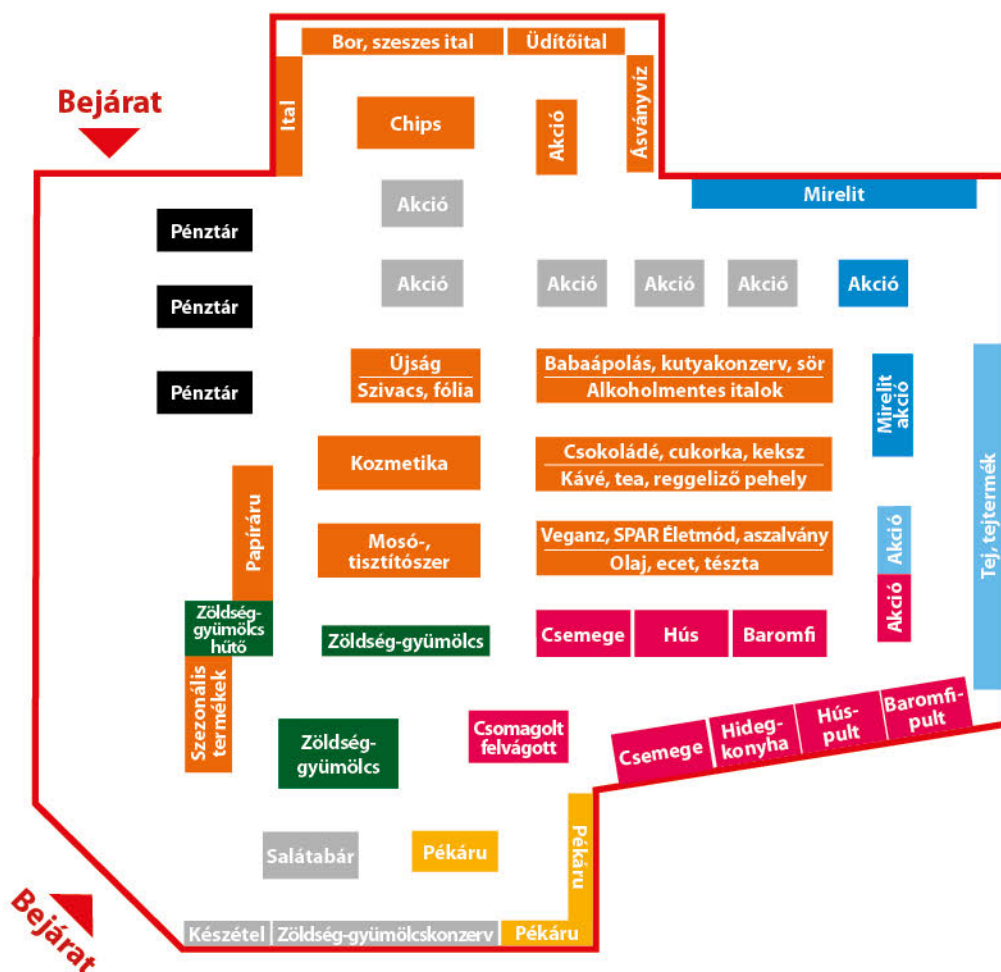 Bor, szeszes ital
Üdítőital
Ital
Ásványvíz
Bejárat
Chips
Akció
Mirelit
Akció
Pénztár
Akció
Akció
Akció
Akció
Akció
Pénztár
Újság
Szivacs, fólia
Babaápolás, kutyakonzerv, sör
Alkoholmentes italok
Mirelit
akció
Pénztár
Tej, tejtermék
Kozmetika
Csokoládé, cukorka, keksz
Kávé, tea, reggeliző pehely
Papíráru
Mosó-,
tisztítószer
Veganz, SPAR Életmód, aszalvány
Olaj, ecet, tészta
Akció
Akció
Zöldség-
gyümölcs
hűtő
Zöldség-gyümölcs
Csemege
Hús
Baromfi
Szezonális
termékek
Zöldség-
gyümölcs
Csomagolt
felvágott
Csemege
Hideg-
konyha
Hús-
pult
Baromfi-
pult
Salátabár
Pékáru
Pékáru
Bejárat
Készétel
Zöldség-gyümölcskonzerv
Pékáru